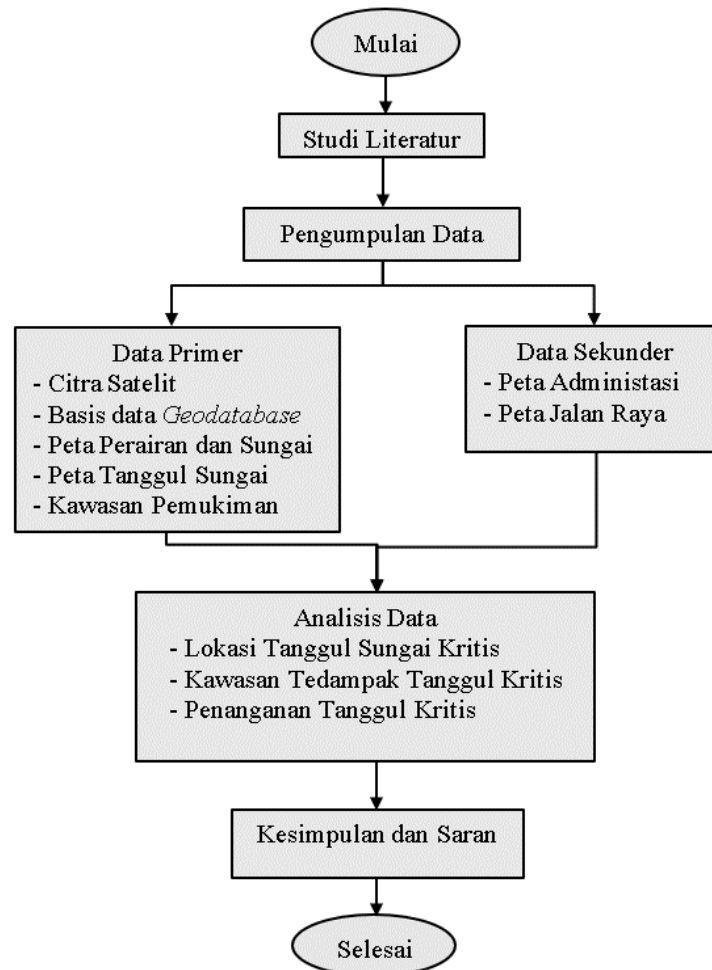 Mulai
Studi Literatur
Pengumpulan Data
Data Primer
- Citra Satelit
- Basis data Geodatabase
- Peta Perairan dan Sungai
- Peta Tanggul Sungai
- Kawasan Pemukiman
Data Sekunder
- Peta Administasi
- Peta Jalan Raya
Analisis Data
- Lokasi Tanggul Sungai Kritis
- Kawasan Tedampak Tanggul Kritis
- Penanganan Tanggul Kritis
Kesimpulan dan Saran
Selesai